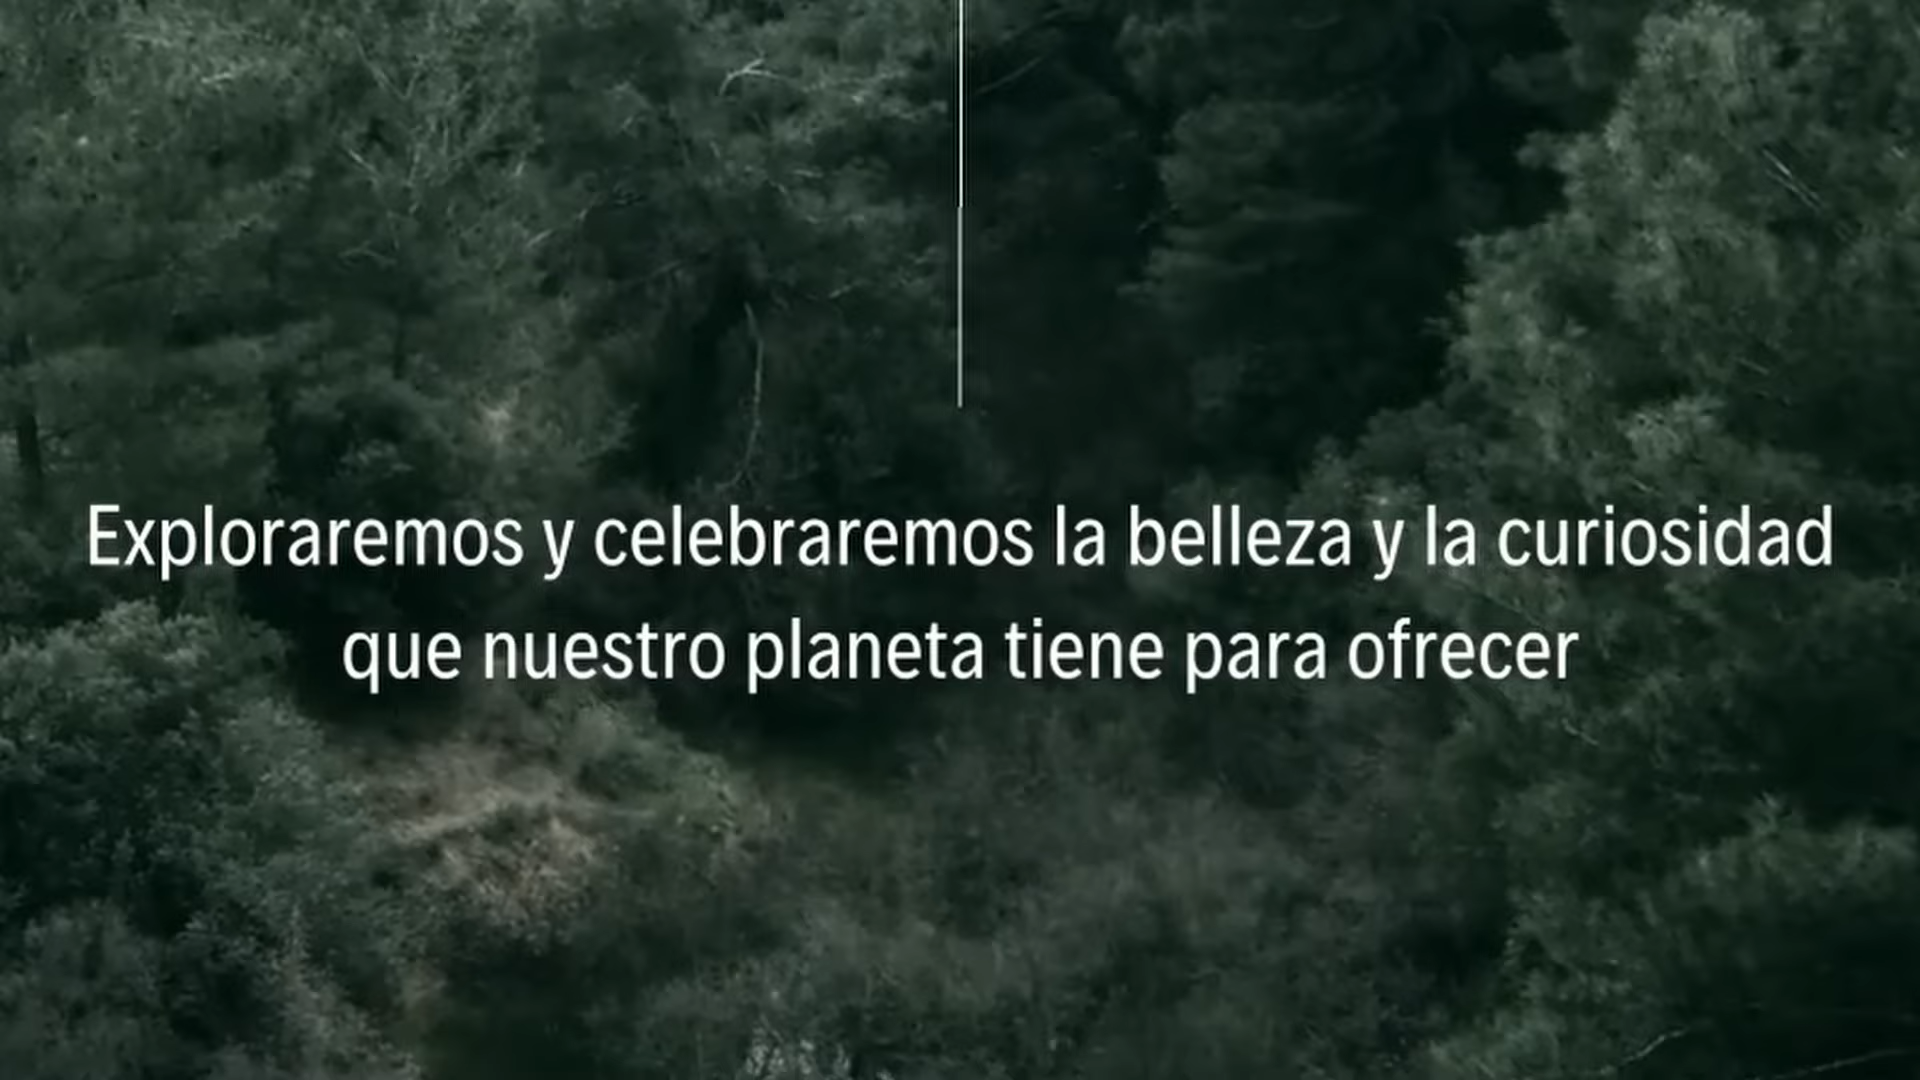 Exploraremos y celebraremos la belleza y la curiosidad
que nuestro planeta tiene para ofrecer